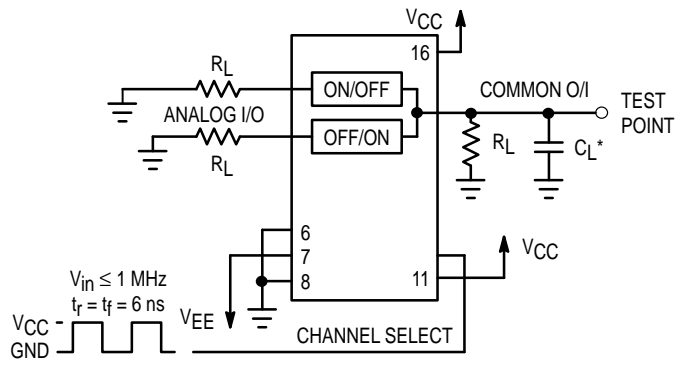 VCC
16
RL
ON/OFF
COMMON O/I
TEST
POINT
ANALOG I/O
OFF/ON
RL
RL
CL*
6
7
8
11
VCC
Vin ≤ 1 MHz
tr = tf = 6 ns
VCC
GND
VEE
CHANNEL SELECT